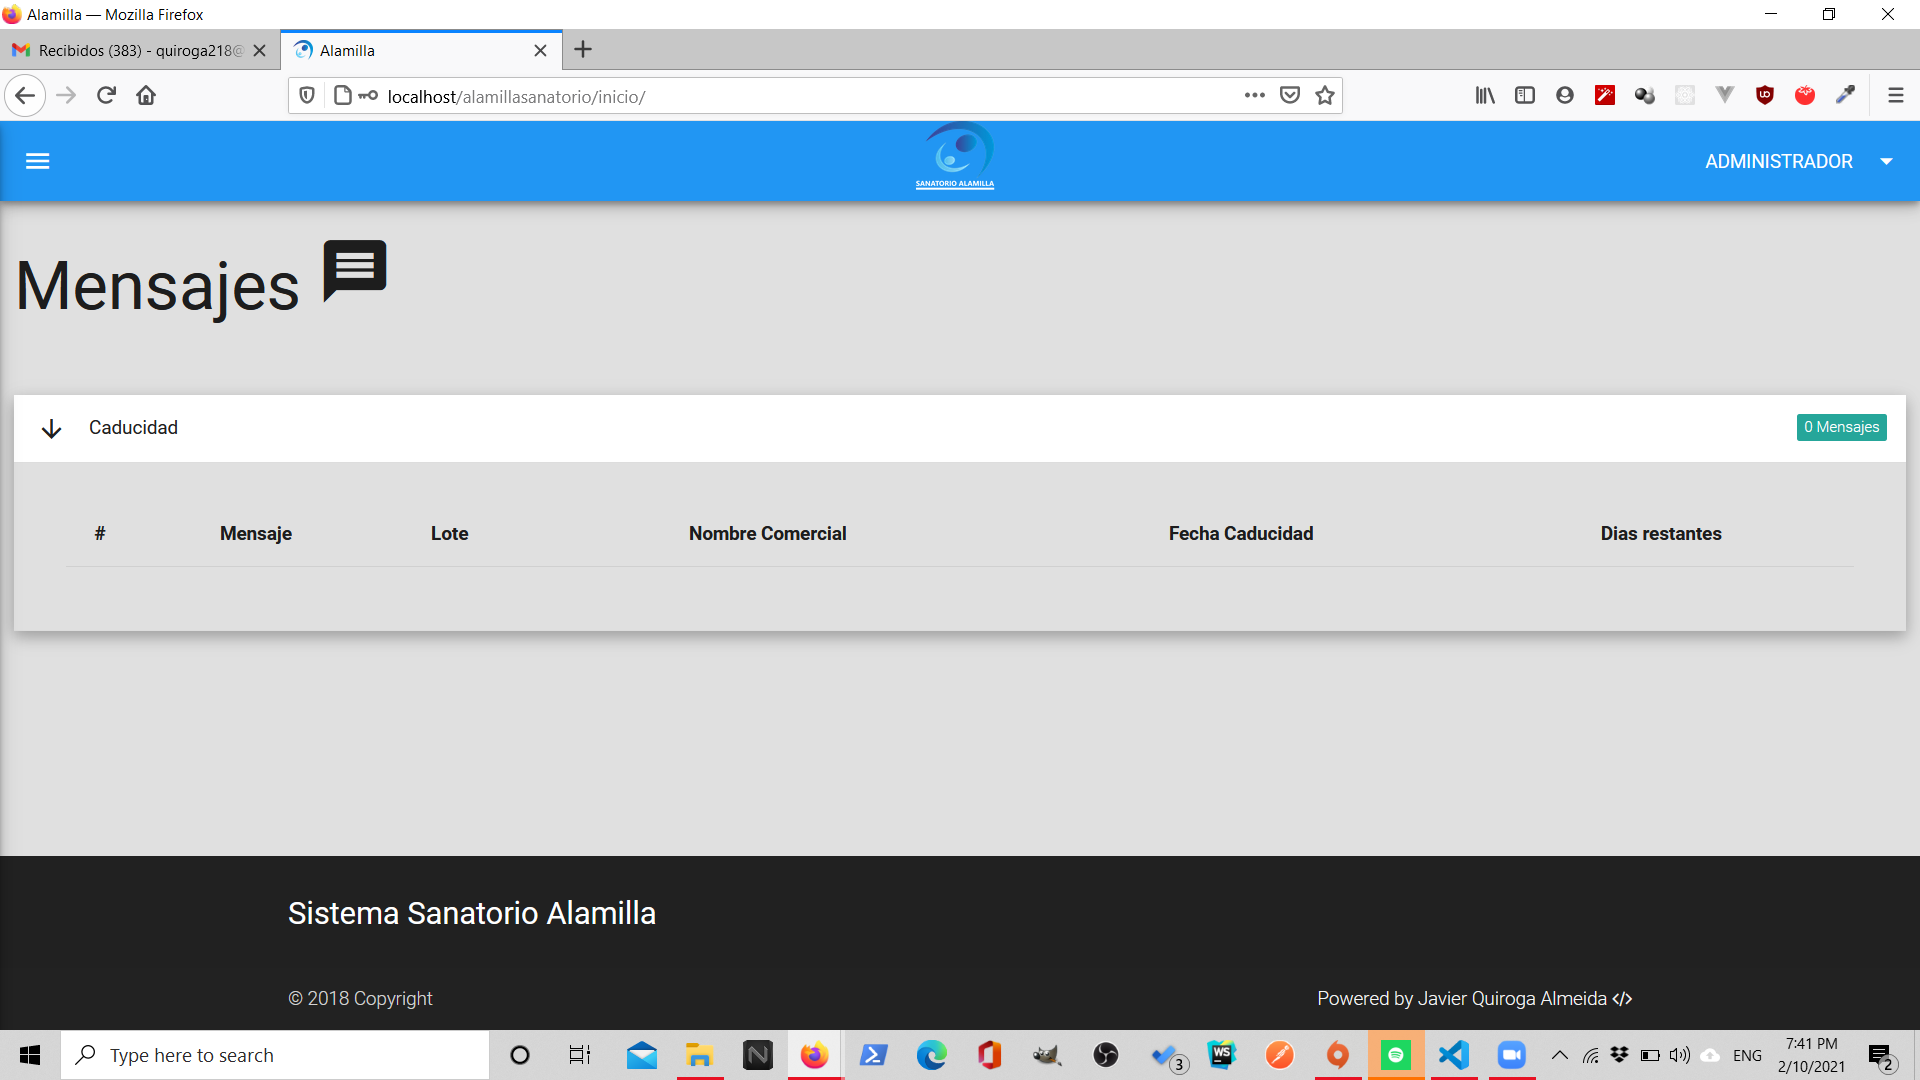 Alamilla — Mozilla Firefox
Recibidos (383) - quiroga218@
Alamilla
localhost/alamillasanatorio/inicio/
SANATORIO ALAMILLA
ADMINISTRADOR
Mensajes
Caducidad
0 Mensajes
# Mensaje Lote Nombre Comercial Fecha Caducidad Dias restantes
Sistema Sanatorio Alamilla
© 2018 Copyright
Powered by Javier Quiroga Almeida </>
Type here to search
3
WS
ENG
7:41 PM
2/10/2021
2